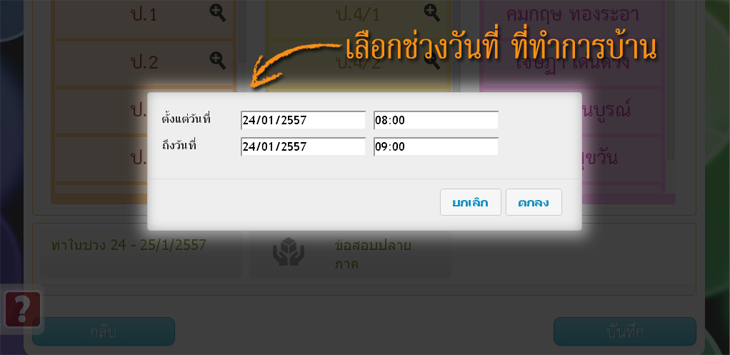 ป.1
ป.4/1
คมกฤษ ทองระอา
เลือกช่วงวันที่ ที่ทำการบ้าน
ป.2
ป.4/2
ตั้งแต่วันที่ 24/01/2557 08:00
ถึงวันที่ 24/01/2557 09:00
ยกเลิก ตกลง
ทำในบ่วง 24 - 25/1/2557
ข้อสอบปลาย
ภาค
?
กลับ
บันทึก